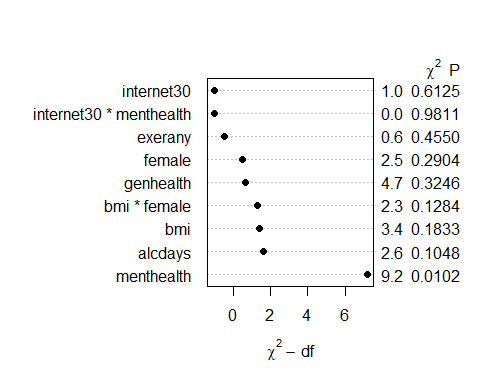 χ² P
internet30 1.0 0.6125
internet30 * menthealth 0.0 0.9811
exerany 0.6 0.4550
female 2.5 0.2904
genhealth 4.7 0.3246
bmi * female 2.3 0.1284
bmi 3.4 0.1833
alcdays 2.6 0.1048
menthealth 9.2 0.0102
0 2 4 6
χ² − df